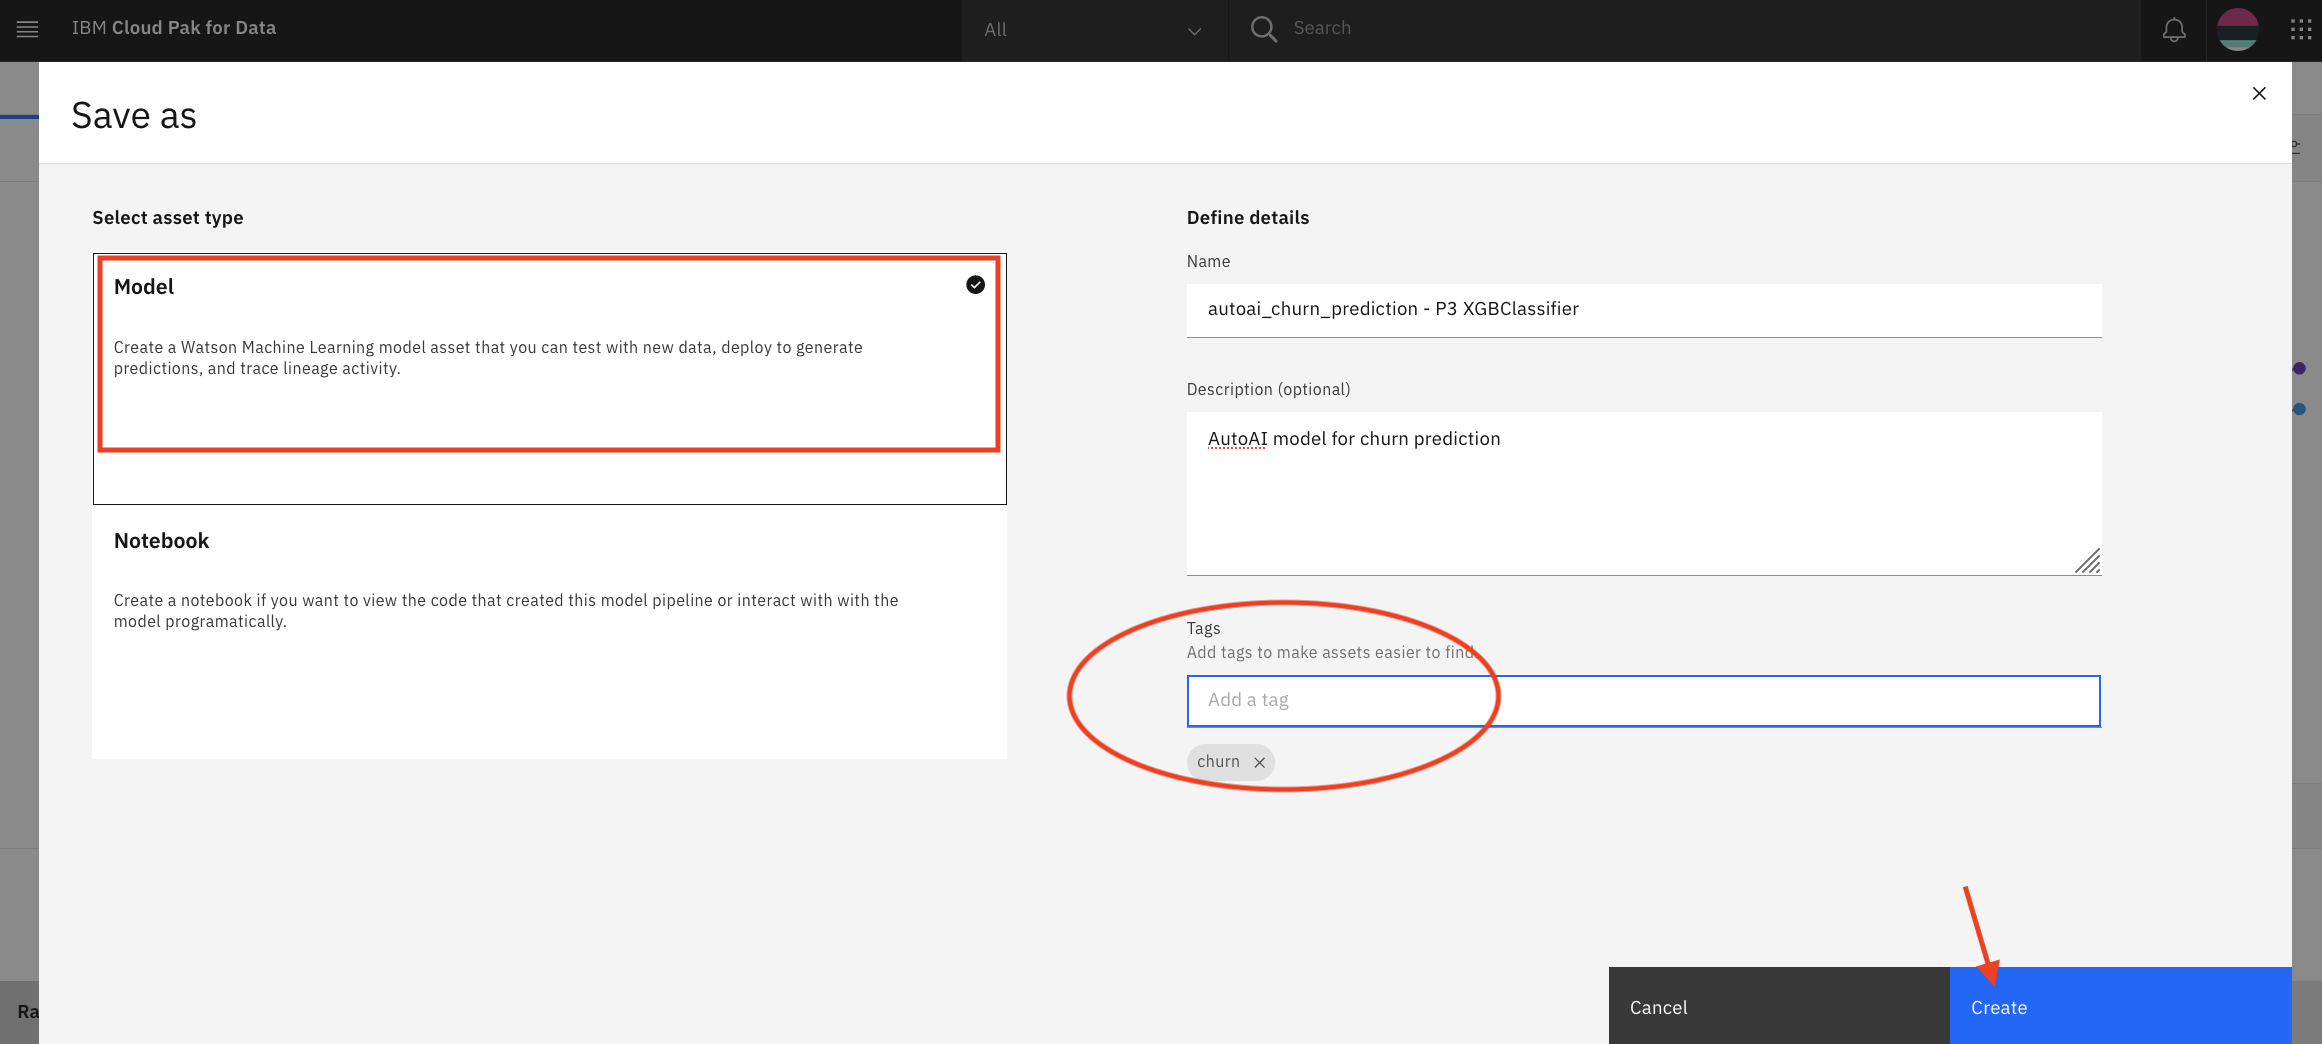 IBM Cloud Pak for Data
All
Search
Save as
Select asset type
Model
Create a Watson Machine Learning model asset that you can test with new data, deploy to generate
predictions, and trace lineage activity.
Notebook
Create a notebook if you want to view the code that created this model pipeline or interact with with the
model programatically.
Define details
Name
autoai_churn_prediction - P3 XGBClassifier
Description (optional)
AutoAI model for churn prediction
Tags
Add tags to make assets easier to find.
Add a tag
churn
Cancel
Create
Ra